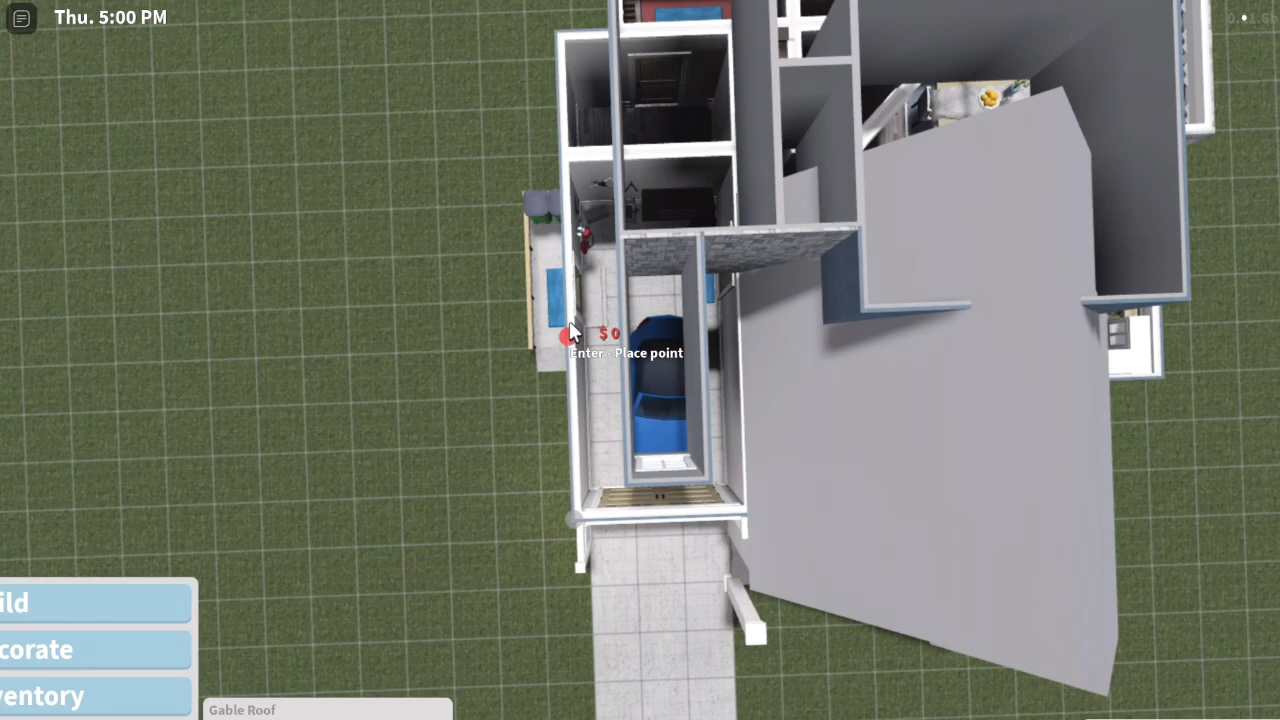 Thu. 5:00 PM
$ 0
Enter - Place point
ild
corate
ventory
Gable Roof